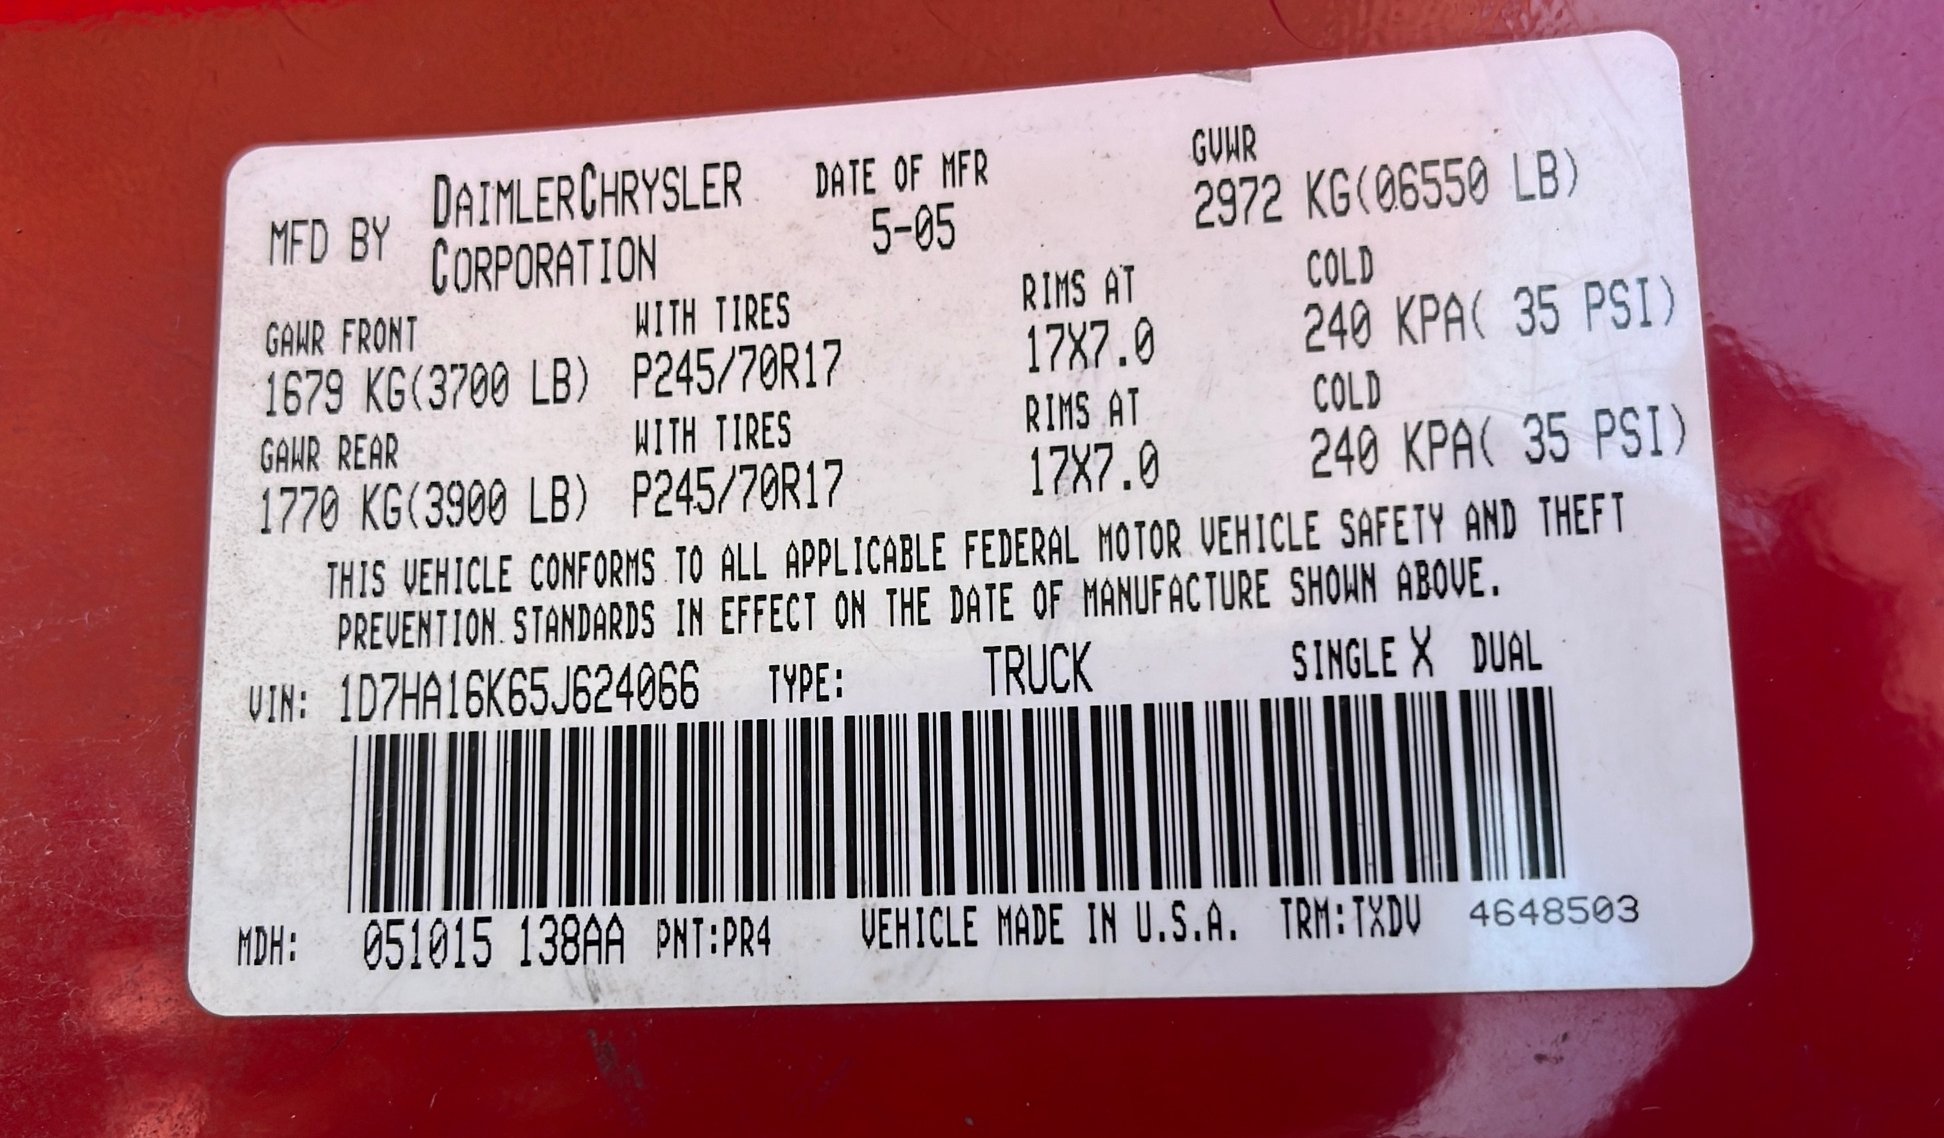 MFD BY DAIMLERCHRYSLER CORPORATION DATE OF MFR 5-05 GVWR 2972 KG(06550 LB)
GAWR FRONT WITH TIRES RIMS AT COLD
1679 KG(3700 LB) P245/70R17 17X7.0 240 KPA( 35 PSI)
GAWR REAR WITH TIRES RIMS AT COLD
1770 KG(3900 LB) P245/70R17 17X7.0 240 KPA( 35 PSI)
THIS VEHICLE CONFORMS TO ALL APPLICABLE FEDERAL MOTOR VEHICLE SAFETY AND THEFT
PREVENTION STANDARDS IN EFFECT ON THE DATE OF MANUFACTURE SHOWN ABOVE.
VIN: 1D7HA16K65J624066 TYPE: TRUCK SINGLE X DUAL
MDH: 051015 138AA PNT:PR4 VEHICLE MADE IN U.S.A. TRM:TXDV 4648503